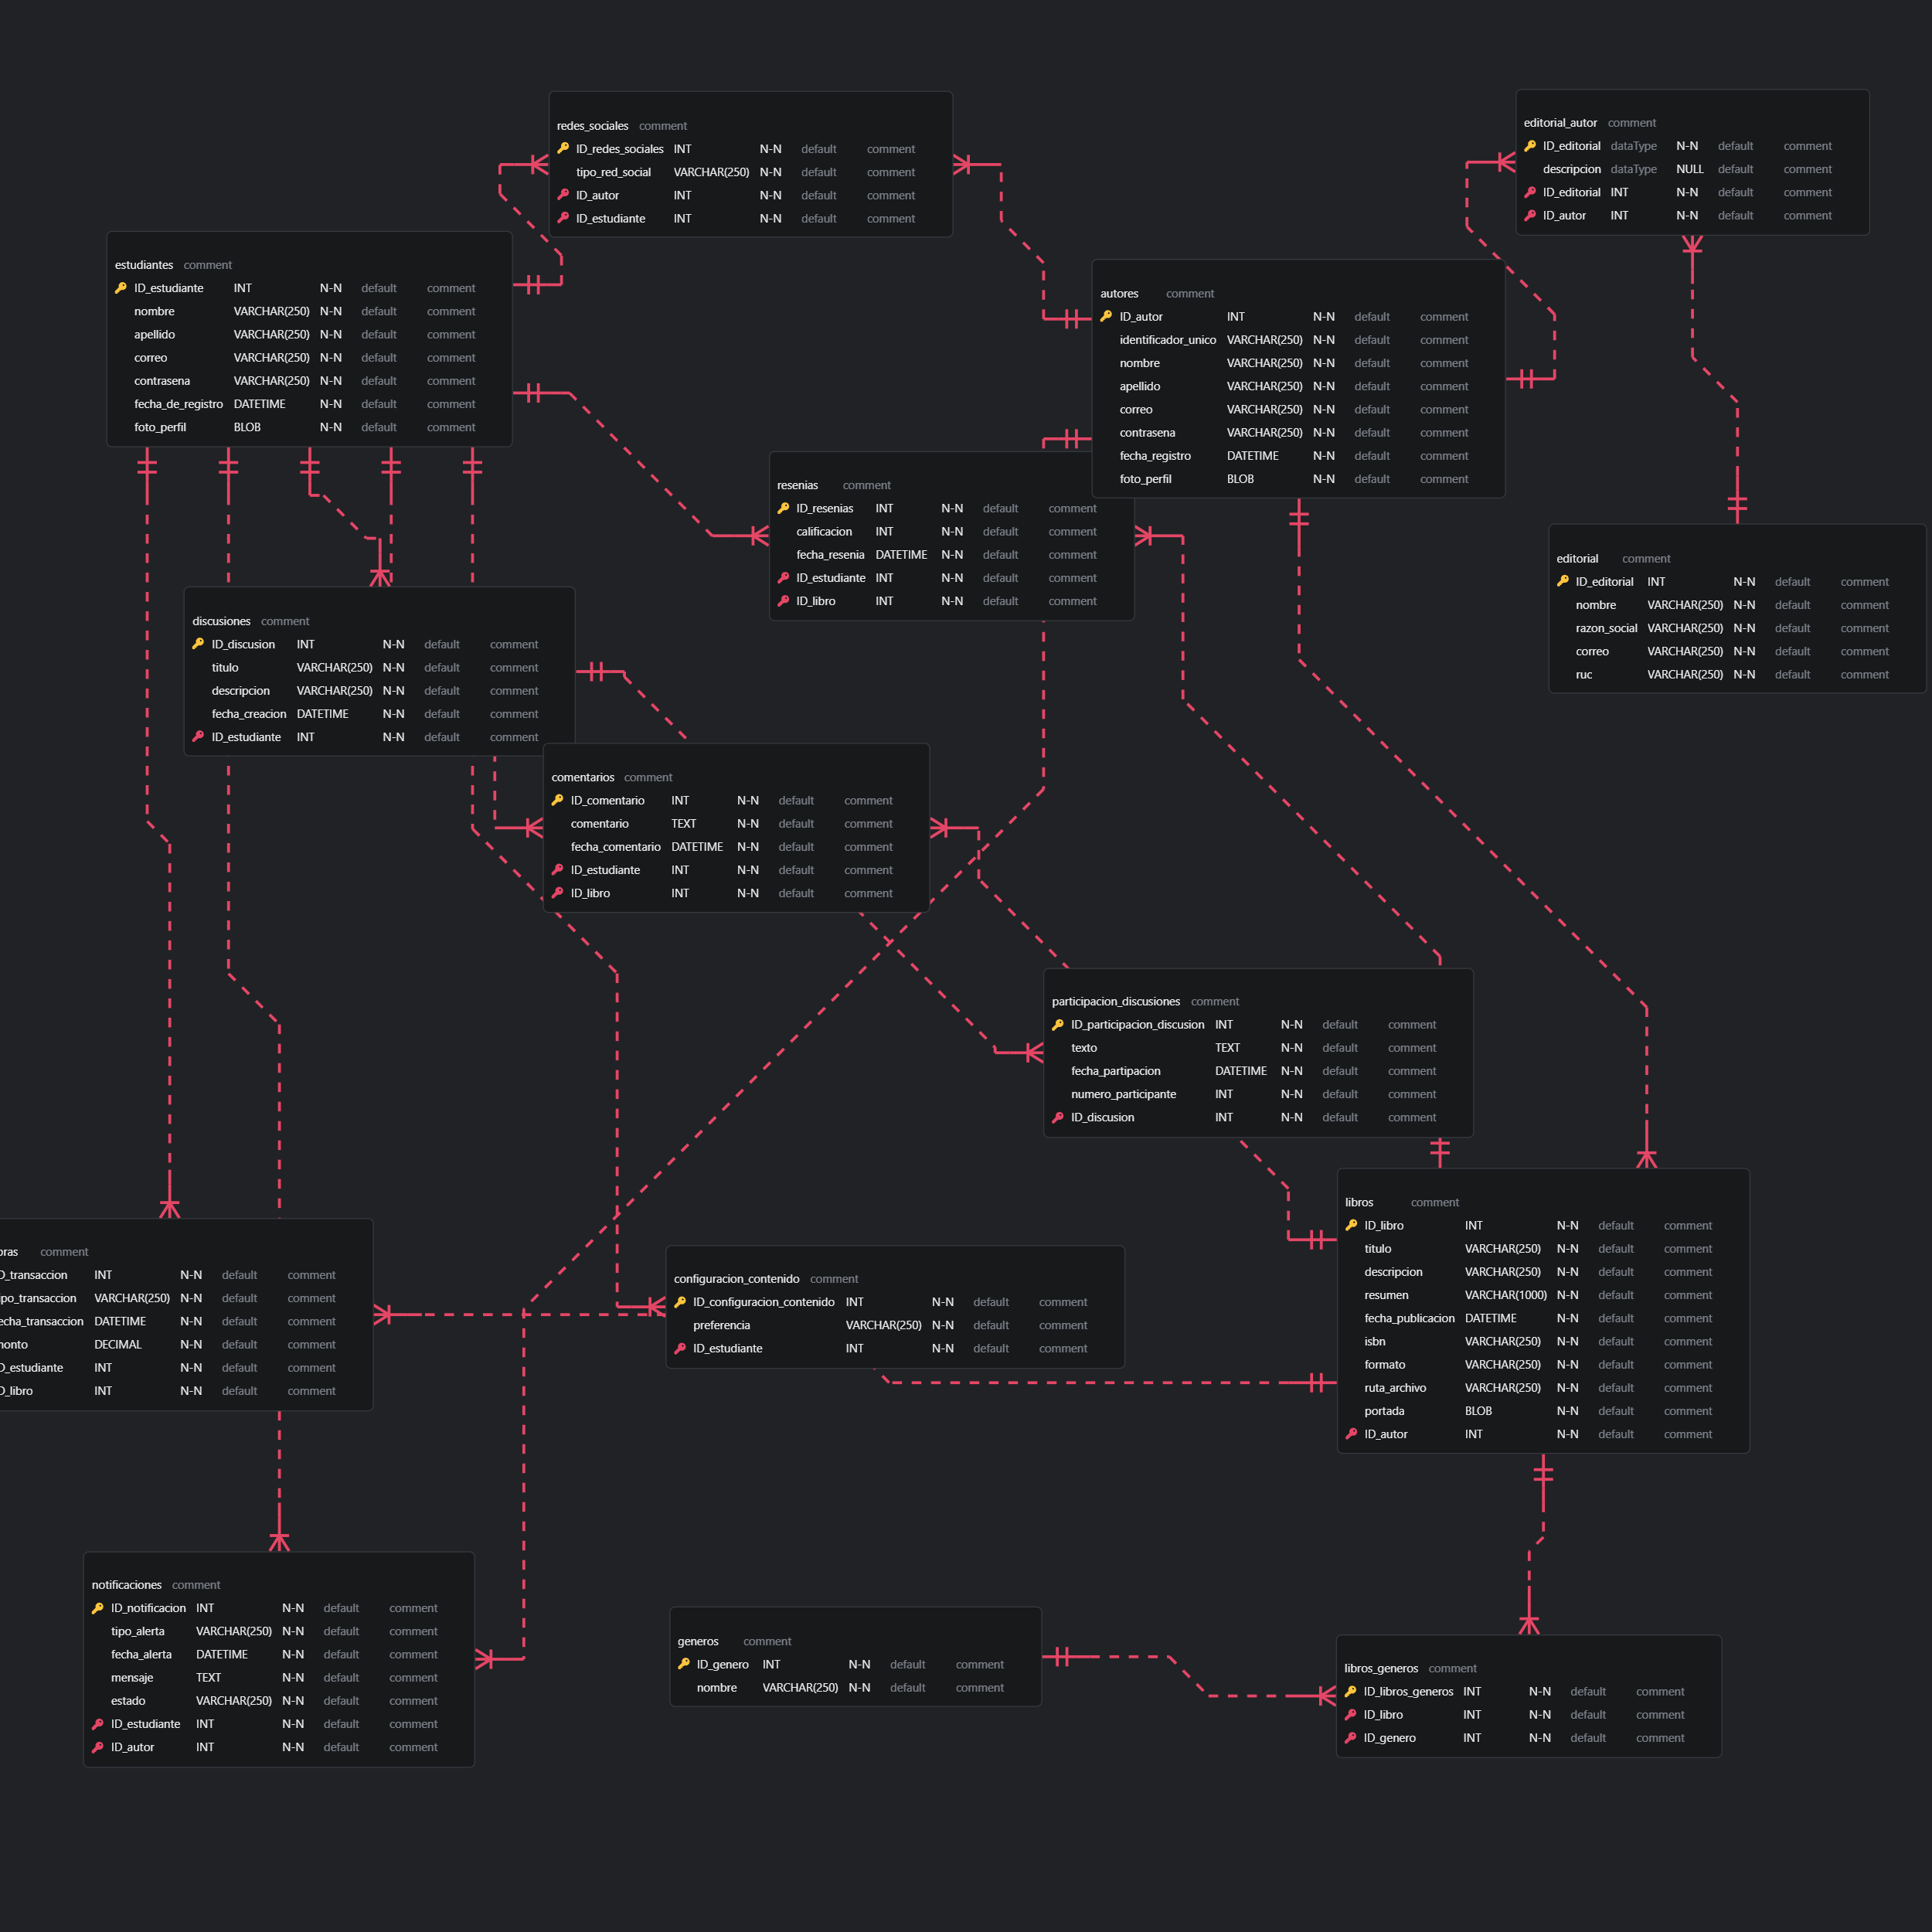 redes_sociales comment
ID_redes_sociales INT N-N default comment
tipo_red_social VARCHAR(250) N-N default comment
ID_autor INT N-N default comment
ID_estudiante INT N-N default comment
editorial_autor comment
ID_editorial dataType N-N default comment
descripcion dataType NULL default comment
ID_editorial INT N-N default comment
ID_autor INT N-N default comment
estudiantes comment
ID_estudiante INT N-N default comment
nombre VARCHAR(250) N-N default comment
apellido VARCHAR(250) N-N default comment
correo VARCHAR(250) N-N default comment
contrasena VARCHAR(250) N-N default comment
fecha_de_registro DATETIME N-N default comment
foto_perfil BLOB N-N default comment
autores comment
ID_autor INT N-N default comment
identificador_unico VARCHAR(250) N-N default comment
nombre VARCHAR(250) N-N default comment
apellido VARCHAR(250) N-N default comment
correo VARCHAR(250) N-N default comment
contrasena VARCHAR(250) N-N default comment
fecha_registro DATETIME N-N default comment
foto_perfil BLOB N-N default comment
resenias comment
ID_resenias INT N-N default comment
calificacion INT N-N default comment
fecha_resenia DATETIME N-N default comment
ID_estudiante INT N-N default comment
ID_libro INT N-N default comment
editorial comment
ID_editorial INT N-N default comment
nombre VARCHAR(250) N-N default comment
razon_social VARCHAR(250) N-N default comment
correo VARCHAR(250) N-N default comment
ruc VARCHAR(250) N-N default comment
discusiones comment
ID_discusion INT N-N default comment
titulo VARCHAR(250) N-N default comment
descripcion VARCHAR(250) N-N default comment
fecha_creacion DATETIME N-N default comment
ID_estudiante INT N-N default comment
comentarios comment
ID_comentario INT N-N default comment
comentario TEXT N-N default comment
fecha_comentario DATETIME N-N default comment
ID_estudiante INT N-N default comment
ID_libro INT N-N default comment
participacion_discusiones comment
ID_participacion_discusion INT N-N default comment
texto TEXT N-N default comment
fecha_partipacion DATETIME N-N default comment
numero_participante INT N-N default comment
ID_discusion INT N-N default comment
libros comment
ID_libro INT N-N default comment
titulo VARCHAR(250) N-N default comment
descripcion VARCHAR(250) N-N default comment
resumen VARCHAR(1000) N-N default comment
fecha_publicacion DATETIME N-N default comment
isbn VARCHAR(250) N-N default comment
formato VARCHAR(250) N-N default comment
ruta_archivo VARCHAR(250) N-N default comment
portada BLOB N-N default comment
ID_autor INT N-N default comment
ras comment
D_transaccion INT N-N default comment
ipo_transaccion VARCHAR(250) N-N default comment
echa_transaccion DATETIME N-N default comment
onto DECIMAL N-N default comment
D_estudiante INT N-N default comment
D_libro INT N-N default comment
configuracion_contenido comment
ID_configuracion_contenido INT N-N default comment
preferencia VARCHAR(250) N-N default comment
ID_estudiante INT N-N default comment
notificaciones comment
ID_notificacion INT N-N default comment
tipo_alerta VARCHAR(250) N-N default comment
fecha_alerta DATETIME N-N default comment
mensaje TEXT N-N default comment
estado VARCHAR(250) N-N default comment
ID_estudiante INT N-N default comment
ID_autor INT N-N default comment
generos comment
ID_genero INT N-N default comment
nombre VARCHAR(250) N-N default comment
libros_generos comment
ID_libros_generos INT N-N default comment
ID_libro INT N-N default comment
ID_genero INT N-N default comment